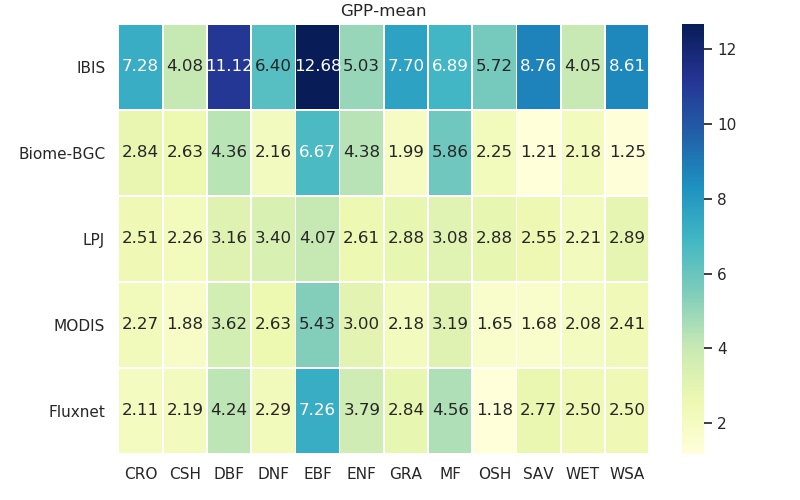 GPP-mean
IBIS 7.28 4.08 11.12 6.40 12.68 5.03 7.70 6.89 5.72 8.76 4.05 8.61
Biome-BGC 2.84 2.63 4.36 2.16 6.67 4.38 1.99 5.86 2.25 1.21 2.18 1.25
LPJ 2.51 2.26 3.16 3.40 4.07 2.61 2.88 3.08 2.88 2.55 2.21 2.89
MODIS 2.27 1.88 3.62 2.63 5.43 3.00 2.18 3.19 1.65 1.68 2.08 2.41
Fluxnet 2.11 2.19 4.24 2.29 7.26 3.79 2.84 4.56 1.18 2.77 2.50 2.50
CRO CSH DBF DNF EBF ENF GRA MF OSH SAV WET WSA
12
10
8
6
4
2